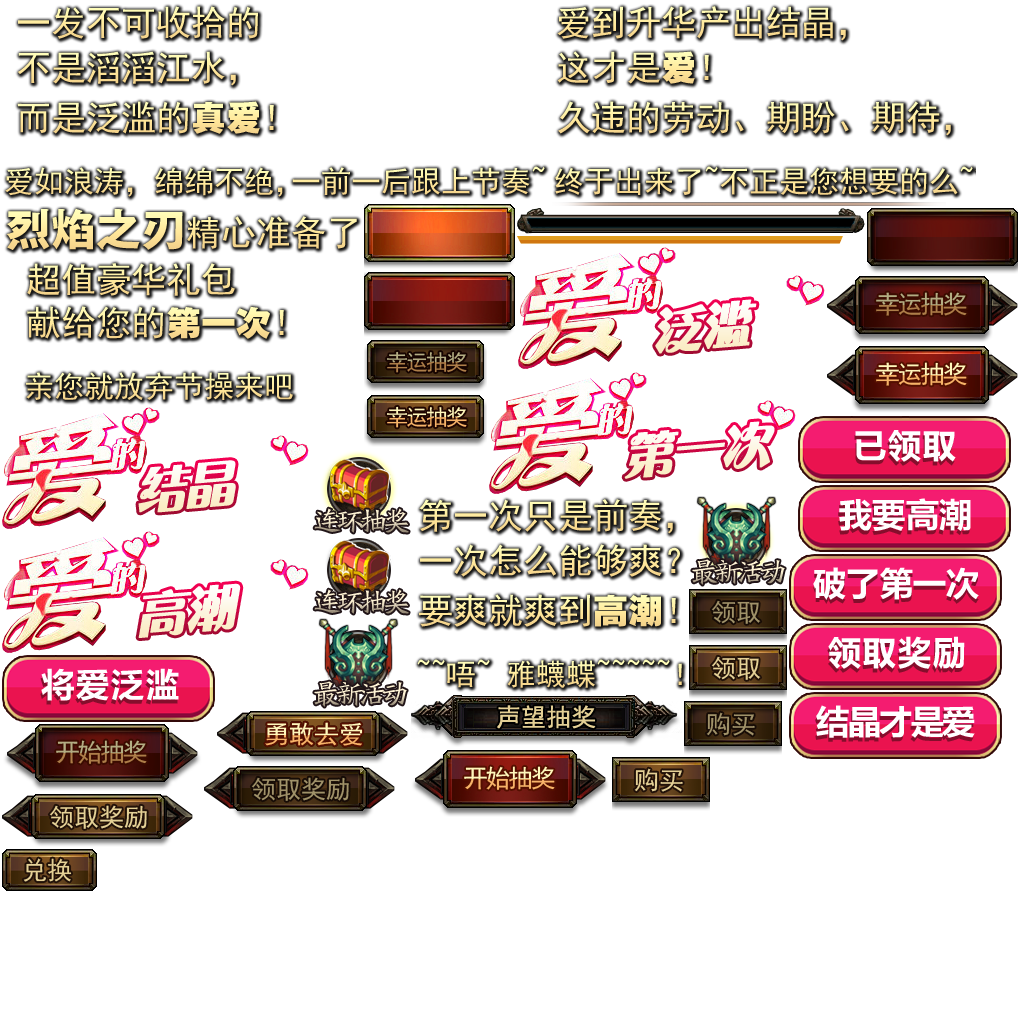 一发不可收拾的
不是滔滔江水，
而是泛滥的真爱！
爱到升华产出结晶，
这才是爱！
久违的劳动、期盼、期待，
爱如浪涛，绵绵不绝，一前一后跟上节奏~
终于出来了~不正是您想要的么~
烈焰之刃精心准备了
超值豪华礼包
献给您的第一次！
亲您就放弃节操来吧
幸运抽奖
幸运抽奖
爱的泛滥
幸运抽奖
幸运抽奖
爱的第一次
爱的结晶
爱的高潮
连环抽奖
连环抽奖
最新活动
第一次只是前奏，
一次怎么能够爽？
要爽就爽到高潮！
~~唔~ 雅蠛蝶~~~~~！
最新活动
领取
领取
购买
已领取
我要高潮
破了第一次
领取奖励
结晶才是爱
将爱泛滥
开始抽奖
勇敢去爱
声望抽奖
领取奖励
领取奖励
开始抽奖
购买
兑换